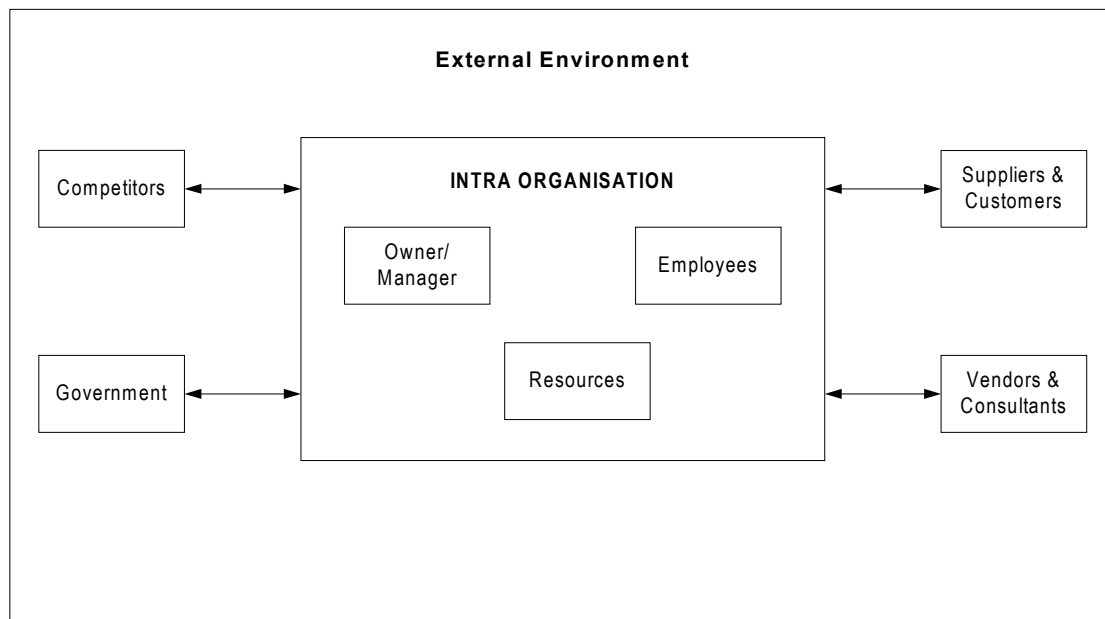 External Environment
Competitors
INTRA ORGANISATION
Suppliers &
Customers
Owner/
Manager
Employees
Government
Resources
Vendors &
Consultants